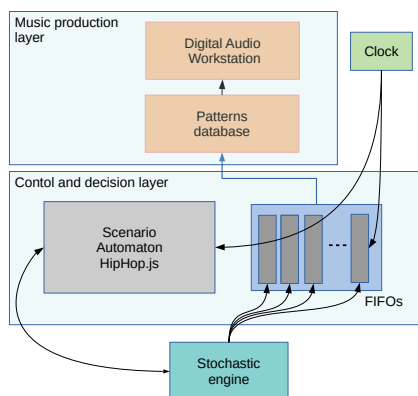 Music production
layer
Digital Audio
Workstation
Clock
Patterns
database
Contol and decision layer
Scenario
Automaton
HipHop.js
FIFOs
Stochastic
engine